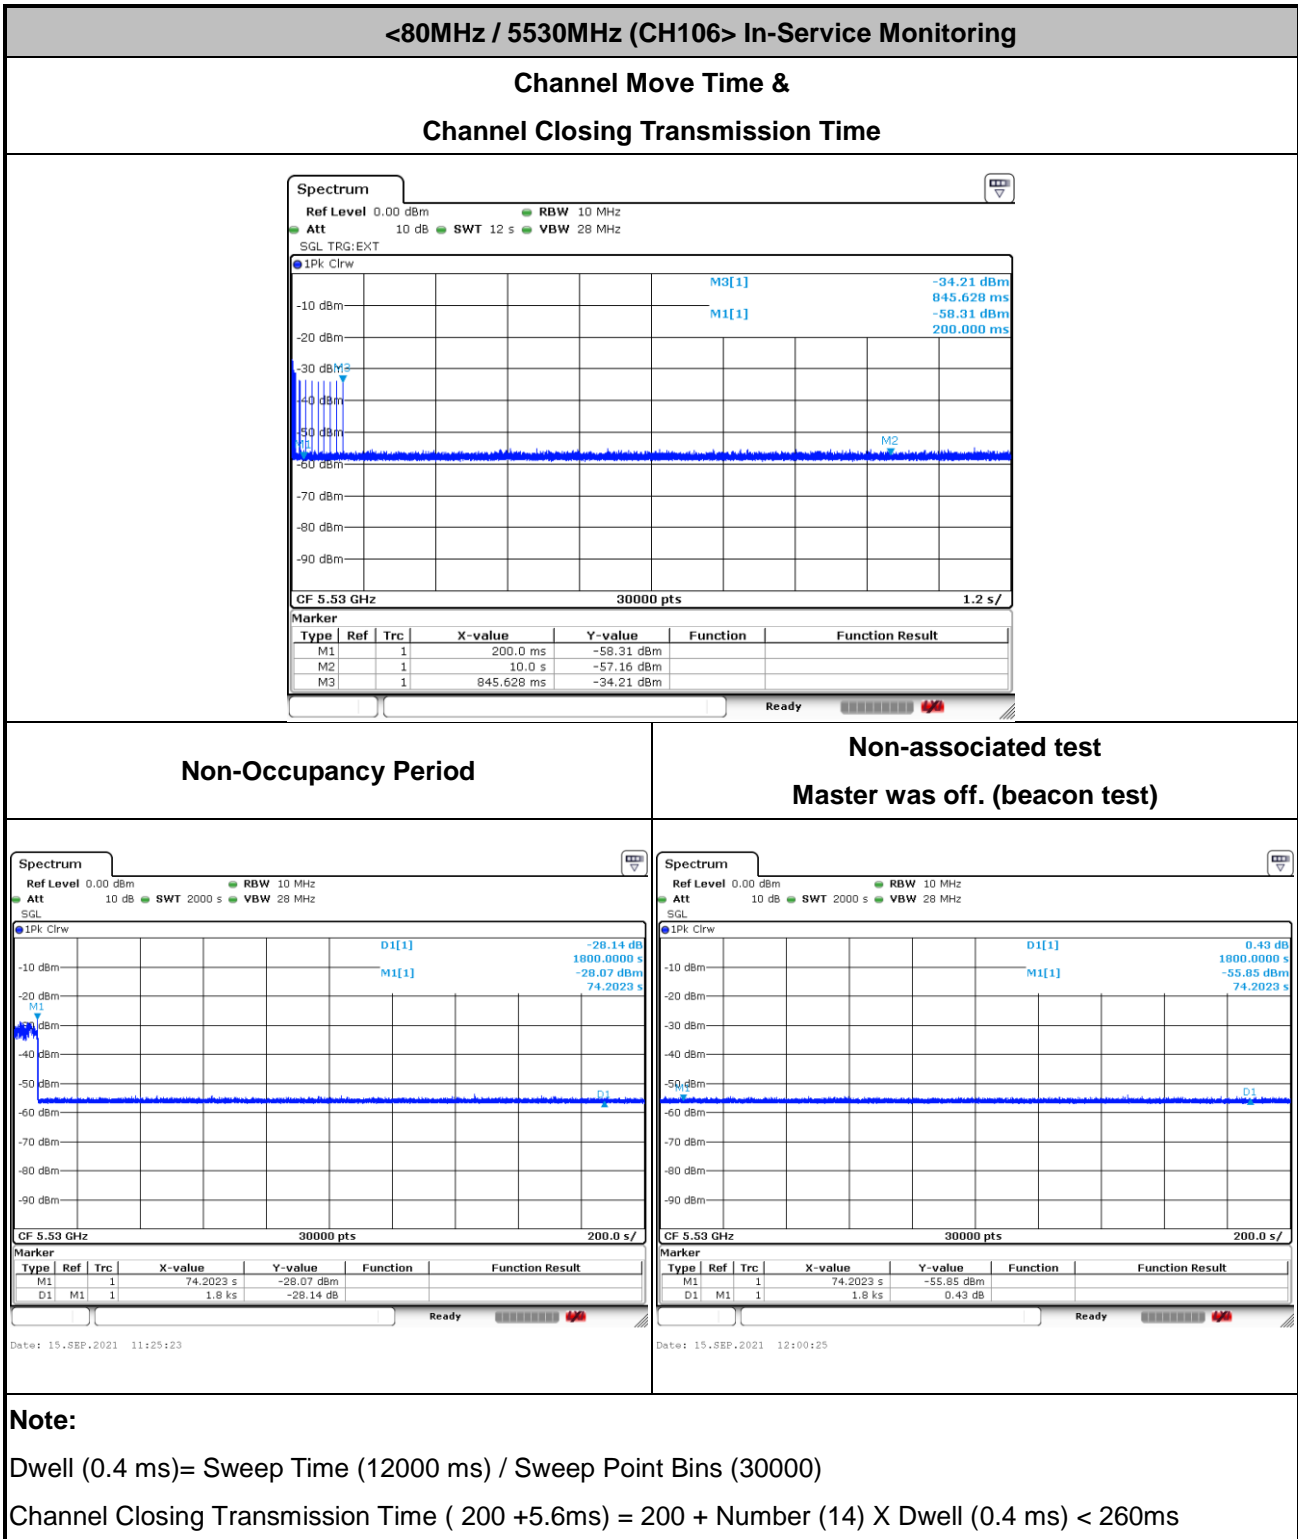 <80MHz / 5530MHz (CH106> In-Service Monitoring
Channel Move Time &
Channel Closing Transmission Time
Spectrum
Ref Level 0.00 dBm RBW 10 MHz
Att 10 dB SWT 12 s VBW 28 MHz
SGL TRG:EXT
1Pk Clrw
M3[1] -34.21 dBm
845.628 ms
-10 dBm
M1[1] -58.31 dBm
200.000 ms
-20 dBm
-30 dBm M3
-40 dBm
-50 dBm
M1 M2
-60 dBm
-70 dBm
-80 dBm
-90 dBm
CF 5.53 GHz 30000 pts 1.2 s/
Marker
Type Ref Trc X-value Y-value Function Function Result
M1 1 200.0 ms -58.31 dBm
M2 1 10.0 s -57.16 dBm
M3 1 845.628 ms -34.21 dBm
Ready
Non-Occupancy Period
Non-associated test
Master was off. (beacon test)
Spectrum
Ref Level 0.00 dBm RBW 10 MHz
Att 10 dB SWT 2000 s VBW 28 MHz
SGL
1Pk Clrw
D1[1] -28.14 dB
1800.0000 s
-10 dBm
M1[1] -28.07 dBm
74.2023 s
-20 dBm
M1
-30 dBm
-40 dBm
-50 dBm
D1
-60 dBm
-70 dBm
-80 dBm
-90 dBm
CF 5.53 GHz 30000 pts 200.0 s/
Marker
Type Ref Trc X-value Y-value Function Function Result
M1 1 74.2023 s -28.07 dBm
D1 M1 1 1.8 ks -28.14 dB
Ready
Date: 15.SEP.2021 11:25:23
Spectrum
Ref Level 0.00 dBm RBW 10 MHz
Att 10 dB SWT 2000 s VBW 28 MHz
SGL
1Pk Clrw
D1[1] 0.43 dB
1800.0000 s
-10 dBm
M1[1] -55.85 dBm
74.2023 s
-20 dBm
-30 dBm
-40 dBm
-50 dBm
M1 D1
-60 dBm
-70 dBm
-80 dBm
-90 dBm
CF 5.53 GHz 30000 pts 200.0 s/
Marker
Type Ref Trc X-value Y-value Function Function Result
M1 1 74.2023 s -55.85 dBm
D1 M1 1 1.8 ks 0.43 dB
Ready
Date: 15.SEP.2021 12:00:25
Note:
Dwell (0.4 ms)= Sweep Time (12000 ms) / Sweep Point Bins (30000)
Channel Closing Transmission Time ( 200 +5.6ms) = 200 + Number (14) X Dwell (0.4 ms) < 260ms